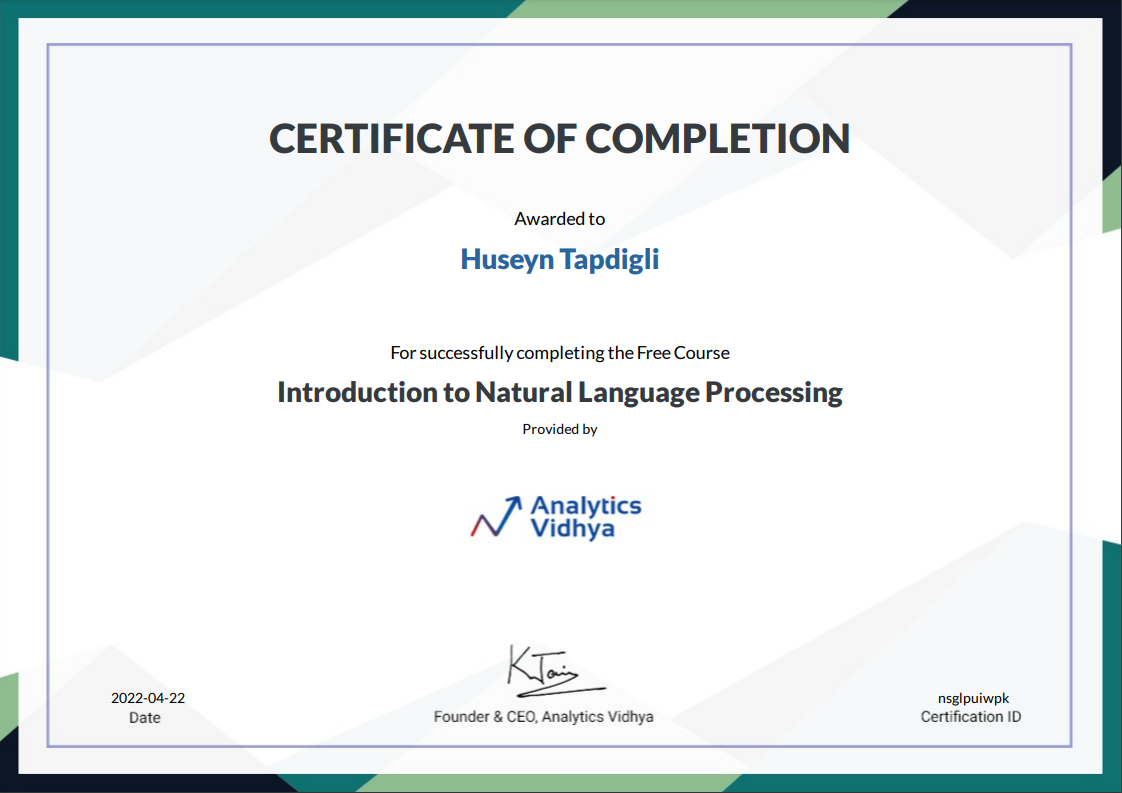 CERTIFICATE OF COMPLETION
Awarded to
Huseyn Tapdigli
For successfully completing the Free Course
Introduction to Natural Language Processing
Provided by
Analytics
Vidhya
KJain
2022-04-22
Date
Founder & CEO, Analytics Vidhya
nsglpuiwpk
Certification ID